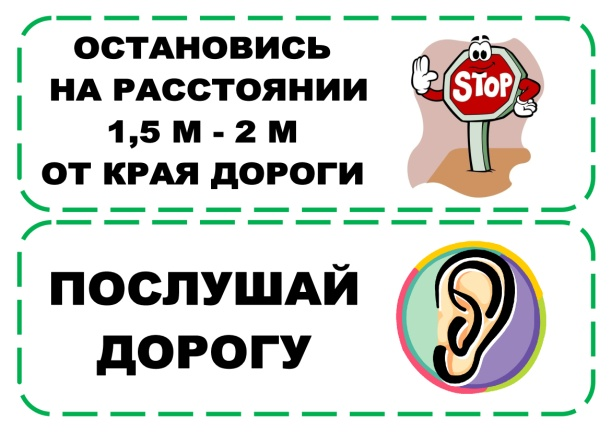 ОСТАНОВИСЬ
НА РАССТОЯНИИ
1,5 М - 2 М
ОТ КРАЯ ДОРОГИ
STOP
ПОСЛУШАЙ
ДОРОГУ